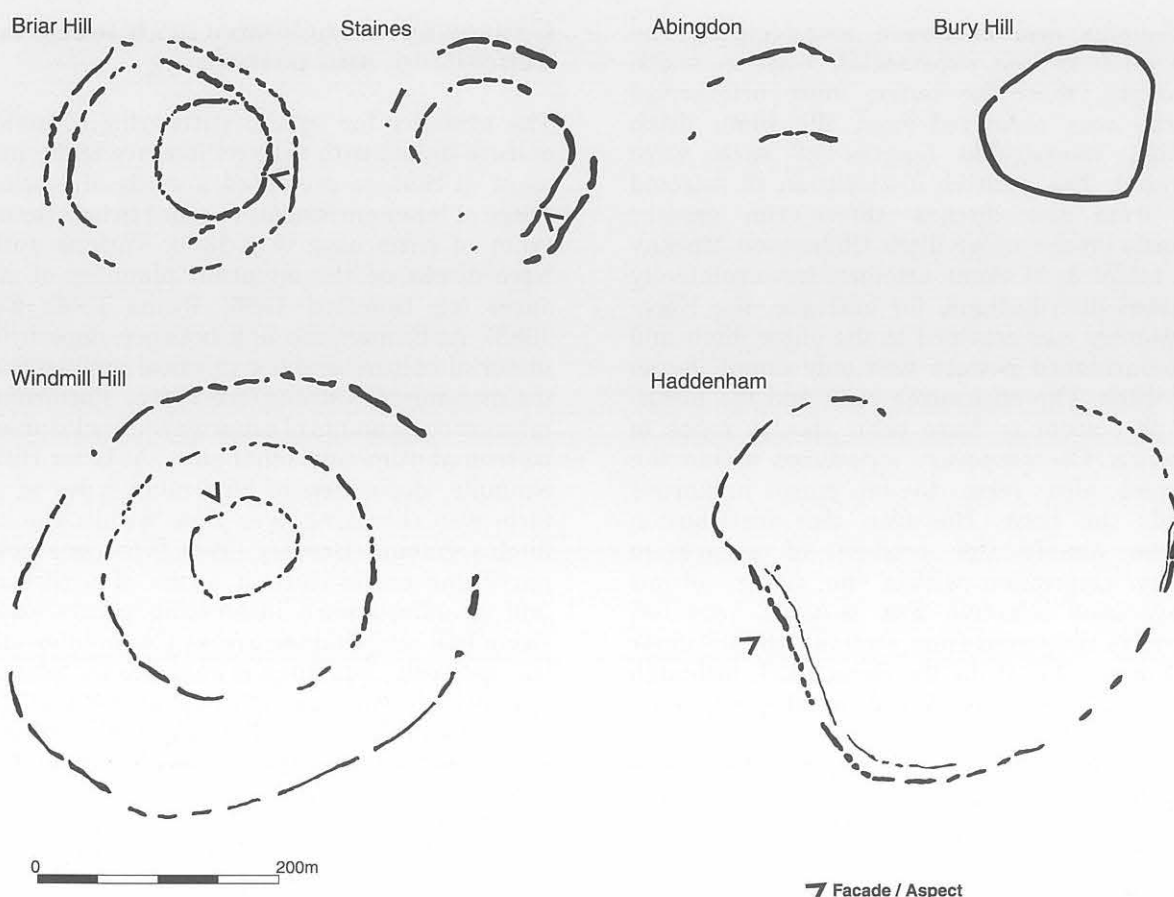 Briar Hill
Staines
Abingdon
Bury Hill
Windmill Hill
Haddenham
0
200m
Facade / Aspect